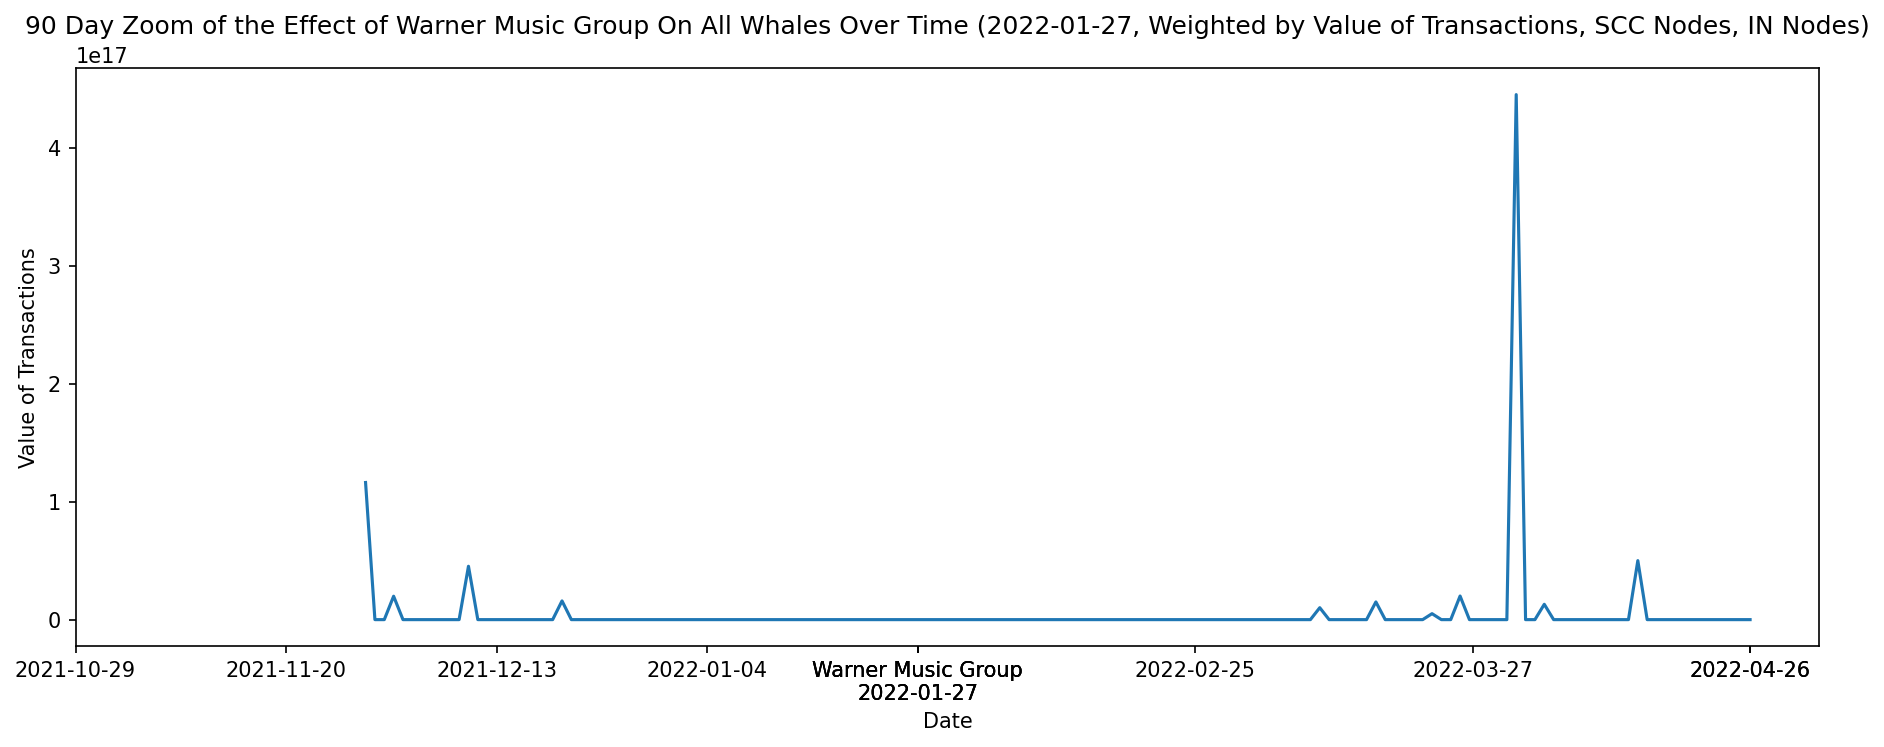 90 Day Zoom of the Effect of Warner Music Group On All Whales Over Time (2022-01-27, Weighted by Value of Transactions, SCC Nodes, IN Nodes)
1e17
4
3
2
1
0
Value of Transactions
2021-10-29 2021-11-20 2021-12-13 2022-01-04 Warner Music Group 2022-02-25 2022-03-27 2022-04-26
2022-01-27
Date